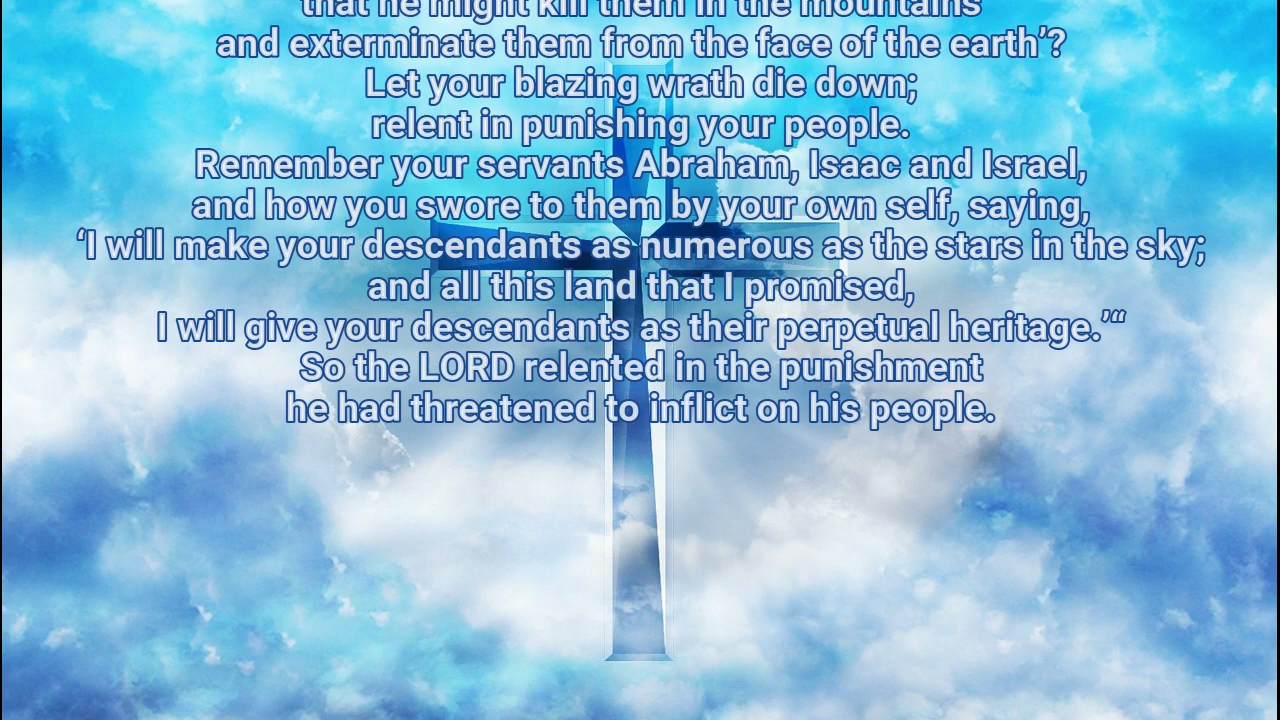 that he might kill them in the mountains
and exterminate them from the face of the earth’?
Let your blazing wrath die down;
relent in punishing your people.
Remember your servants Abraham, Isaac and Israel,
and how you swore to them by your own self, saying,
‘I will make your descendants as numerous as the stars in the sky;
and all this land that I promised,
I will give your descendants as their perpetual heritage.’“
So the LORD relented in the punishment
he had threatened to inflict on his people.